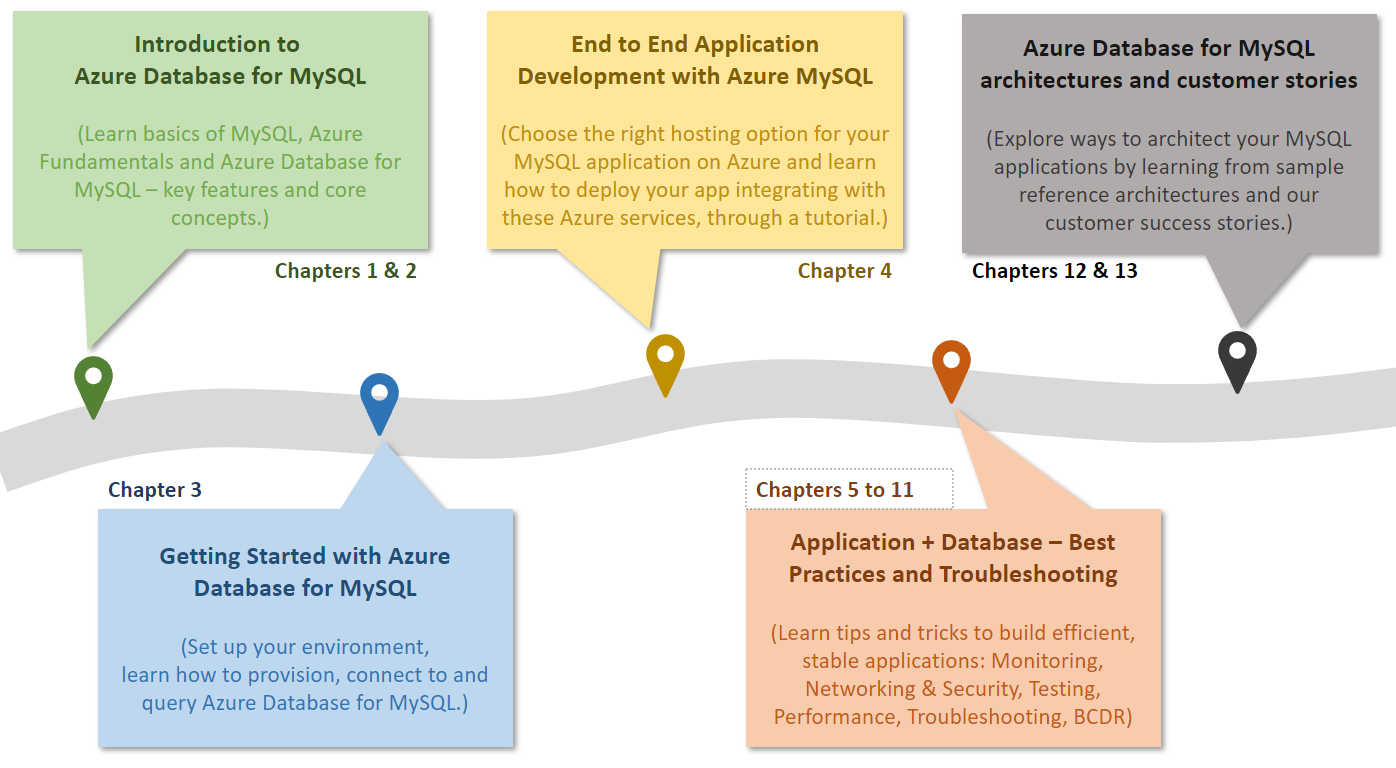 Introduction to
Azure Database for MySQL
(Learn basics of MySQL, Azure
Fundamentals and Azure Database for
MySQL – key features and core
concepts.)
Chapters 1 & 2
Chapter 3
Getting Started with Azure
Database for MySQL
(Set up your environment,
learn how to provision, connect to and
query Azure Database for MySQL.)
End to End Application
Development with Azure MySQL
(Choose the right hosting option for your
MySQL application on Azure and learn
how to deploy your app integrating with
these Azure services, through a tutorial.)
Chapter 4
Chapters 5 to 11
Application + Database – Best
Practices and Troubleshooting
(Learn tips and tricks to build efficient,
stable applications: Monitoring,
Networking & Security, Testing,
Performance, Troubleshooting, BCDR)
Azure Database for MySQL
architectures and customer stories
(Explore ways to architect your MySQL
applications by learning from sample
reference architectures and our
customer success stories.)
Chapters 12 & 13